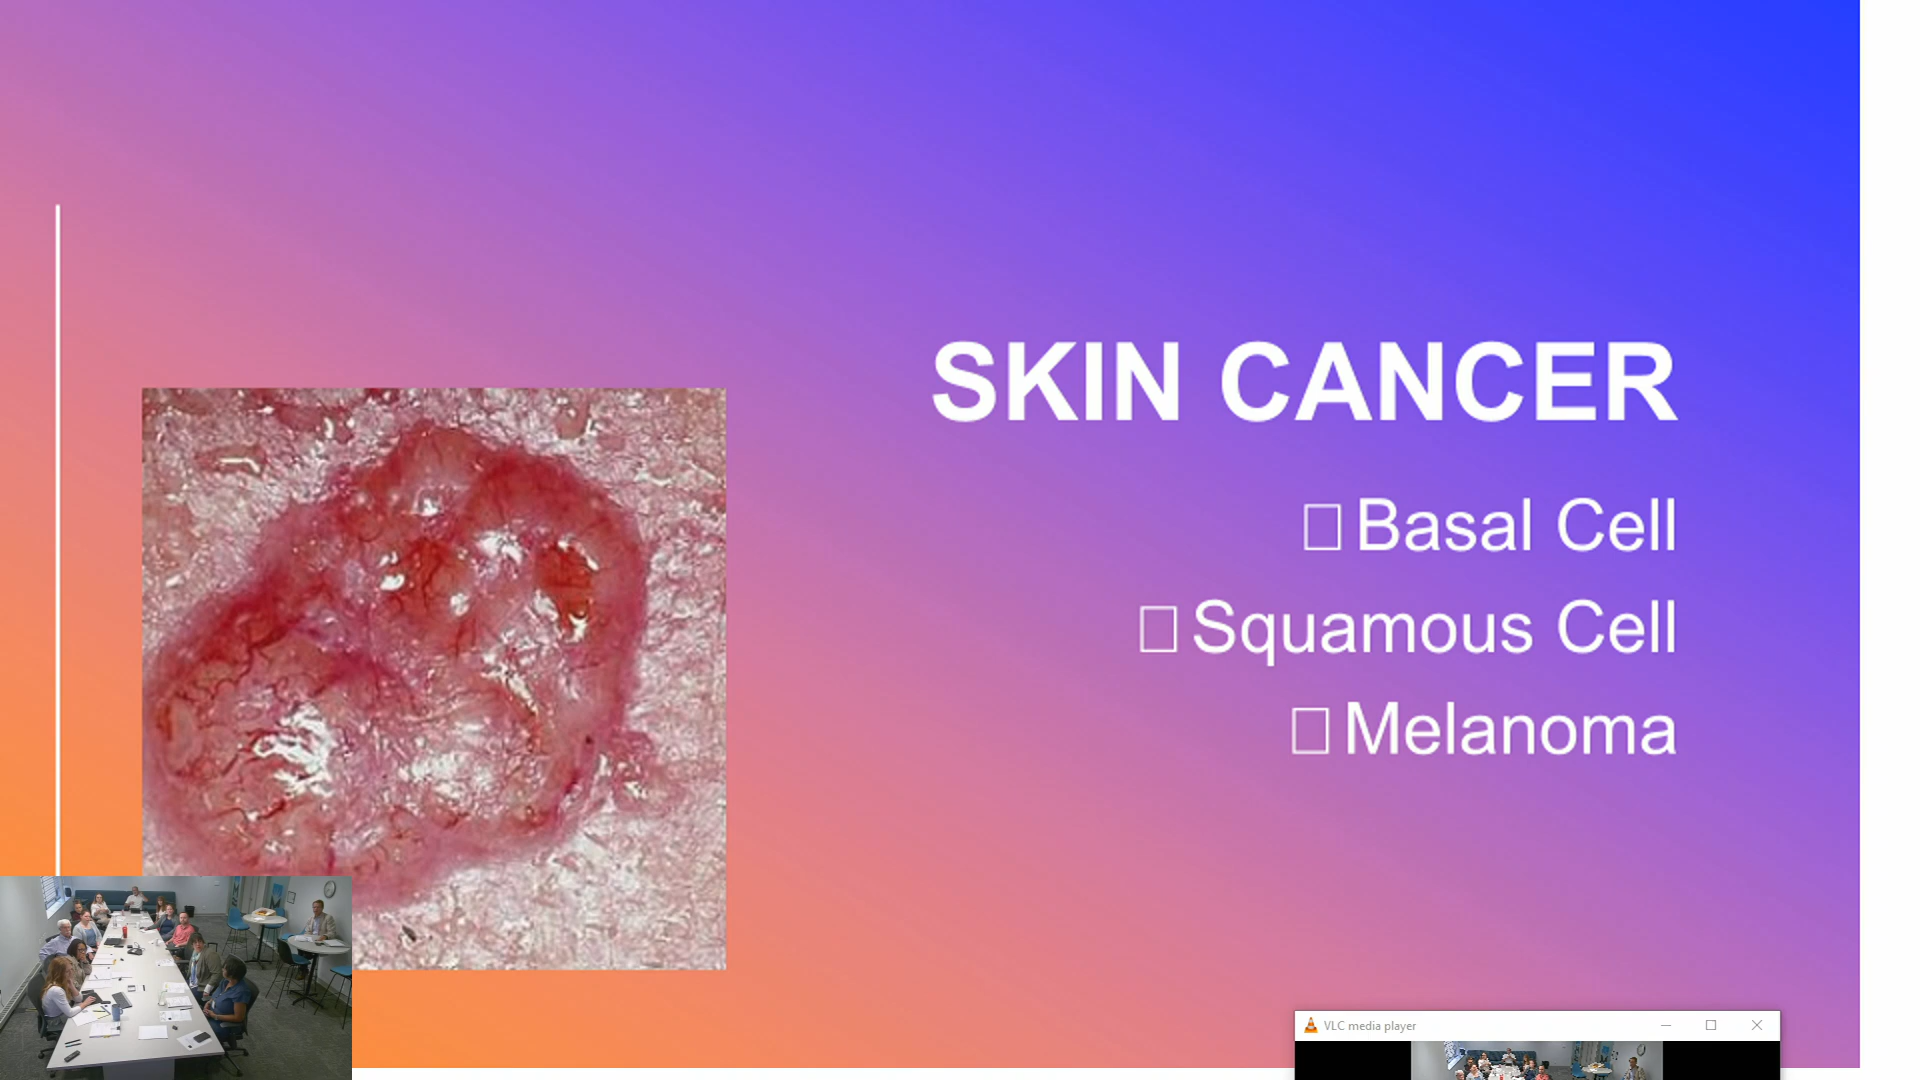 SKIN CANCER
Basal Cell
Squamous Cell
Melanoma
VLC media player